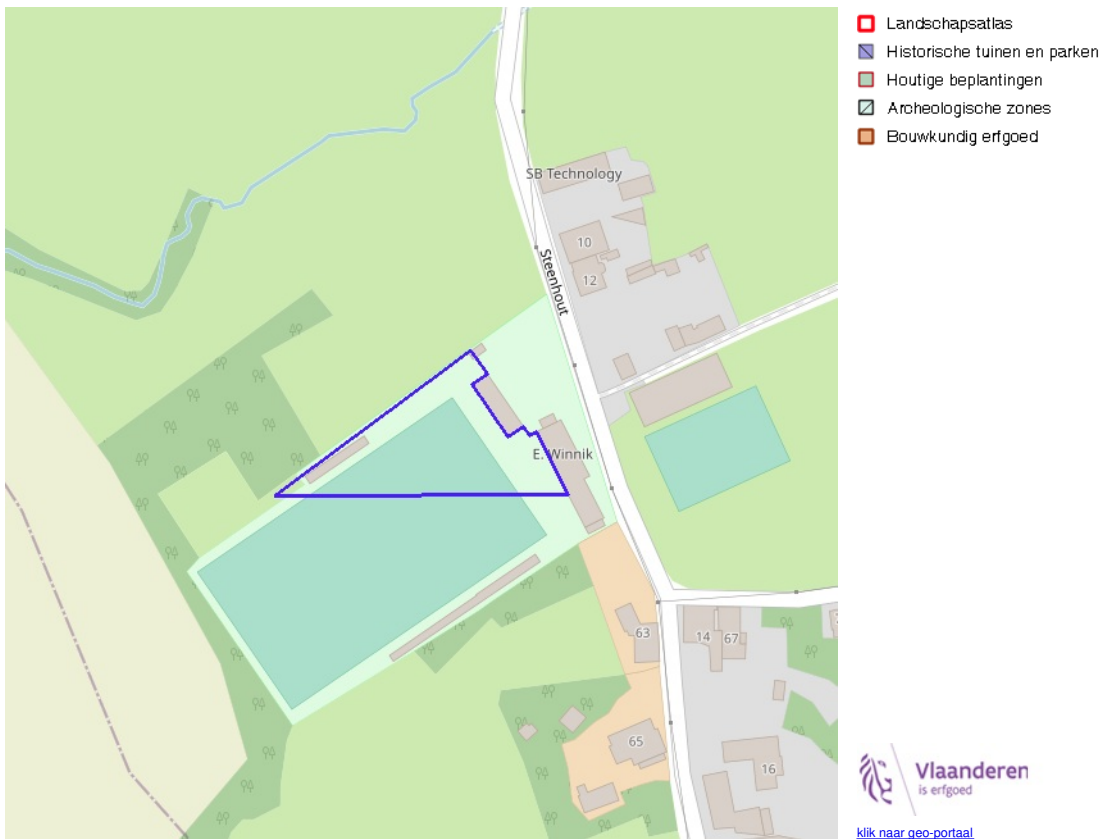 Landschapsatlas
Historische tuinen en parken
Houtige beplantingen
Archeologische zones
Bouwkundig erfgoed
SB Technology
10
12
Steenhout
E. Winnik
63
14
67
65
16
Vlaanderen
is erfgoed
klik naar geo-portaal